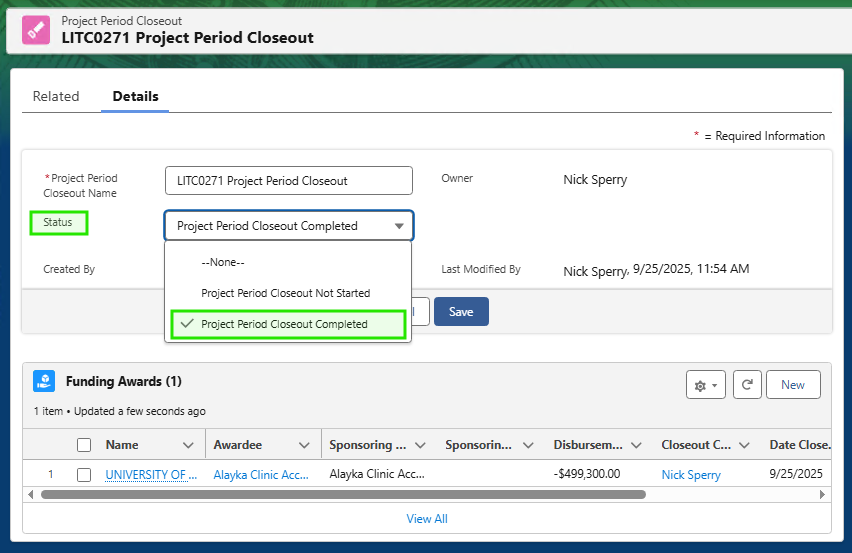 Project Period Closeout
LITC0271 Project Period Closeout
Related Details
* = Required Information
*Project Period Closeout Name LITC0271 Project Period Closeout Owner Nick Sperry
Status Project Period Closeout Completed
--None--
Created By Last Modified By Nick Sperry, 9/25/2025, 11:54 AM
Project Period Closeout Not Started
Save
Project Period Closeout Completed
Funding Awards (1)
New
1 item • Updated a few seconds ago
Name Awardee Sponsoring ... Sponsorin... Disbursem... Closeout C... Date Close...
1 UNIVERSITY OF ... Alayka Clinic Acc... Alayka Clinic Acc... -$499,300.00 Nick Sperry 9/25/2025
View All